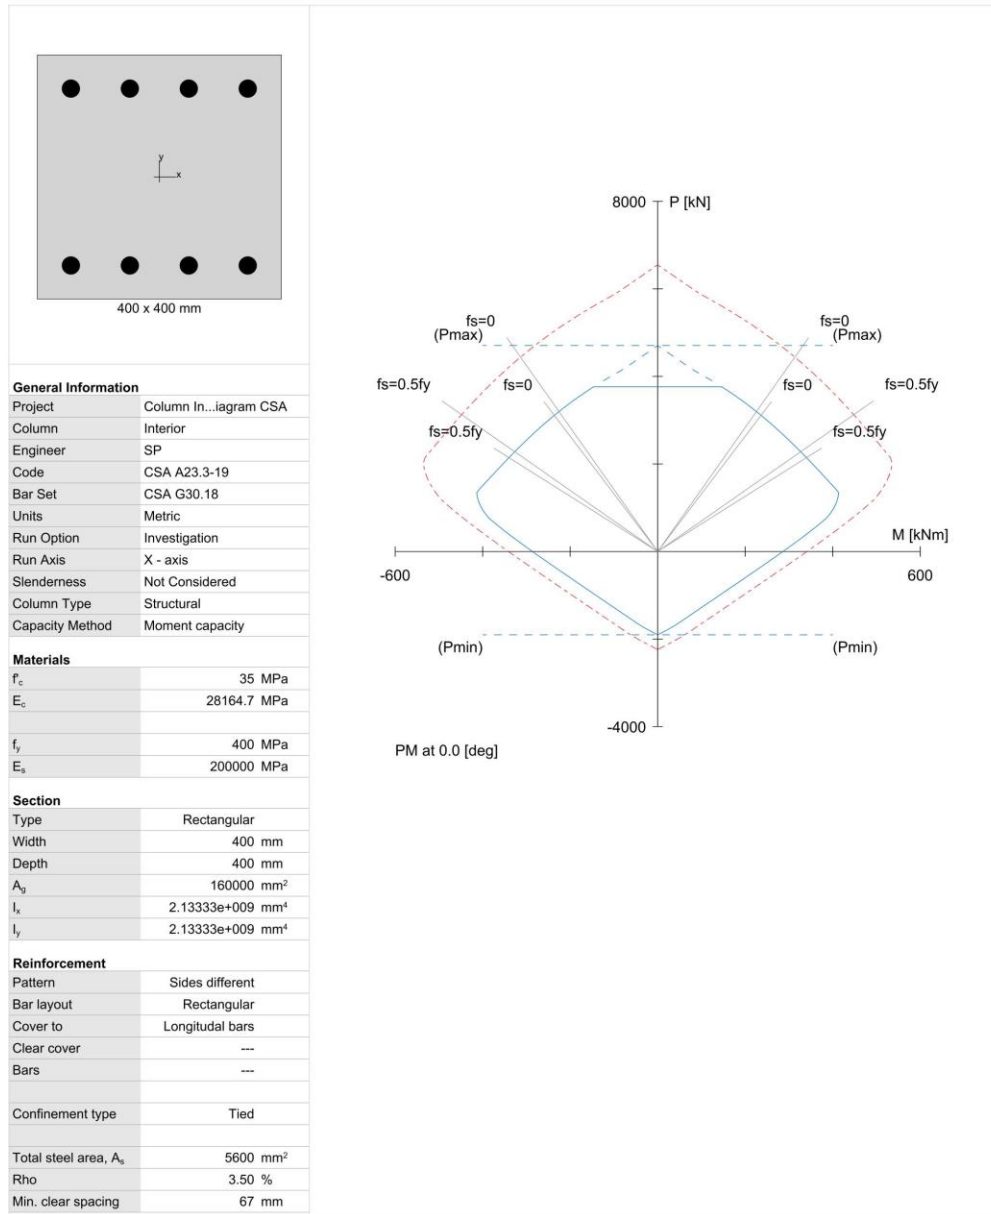 y
x
400 x 400 mm
General Information
Project Column In...iagram CSA
Column Interior
Engineer SP
Code CSA A23.3-19
Bar Set CSA G30.18
Units Metric
Run Option Investigation
Run Axis X - axis
Slenderness Not Considered
Column Type Structural
Capacity Method Moment capacity
Materials
f'c 35 MPa
Ec 28164.7 MPa
fy 400 MPa
Es 200000 MPa
Section
Type Rectangular
Width 400 mm
Depth 400 mm
Ag 160000 mm²
Ix 2.13333e+009 mm⁴
Iy 2.13333e+009 mm⁴
Reinforcement
Pattern Sides different
Bar layout Rectangular
Cover to Longitudal bars
Clear cover ---
Bars ---
Confinement type Tied
Total steel area, As 5600 mm²
Rho 3.50 %
Min. clear spacing 67 mm
8000 P [kN]
fs=0 fs=0
(Pmax) (Pmax)
fs=0.5fy fs=0 fs=0 fs=0.5fy
fs=0.5fy fs=0.5fy
M [kNm]
-600 600
(Pmin) (Pmin)
-4000
PM at 0.0 [deg]